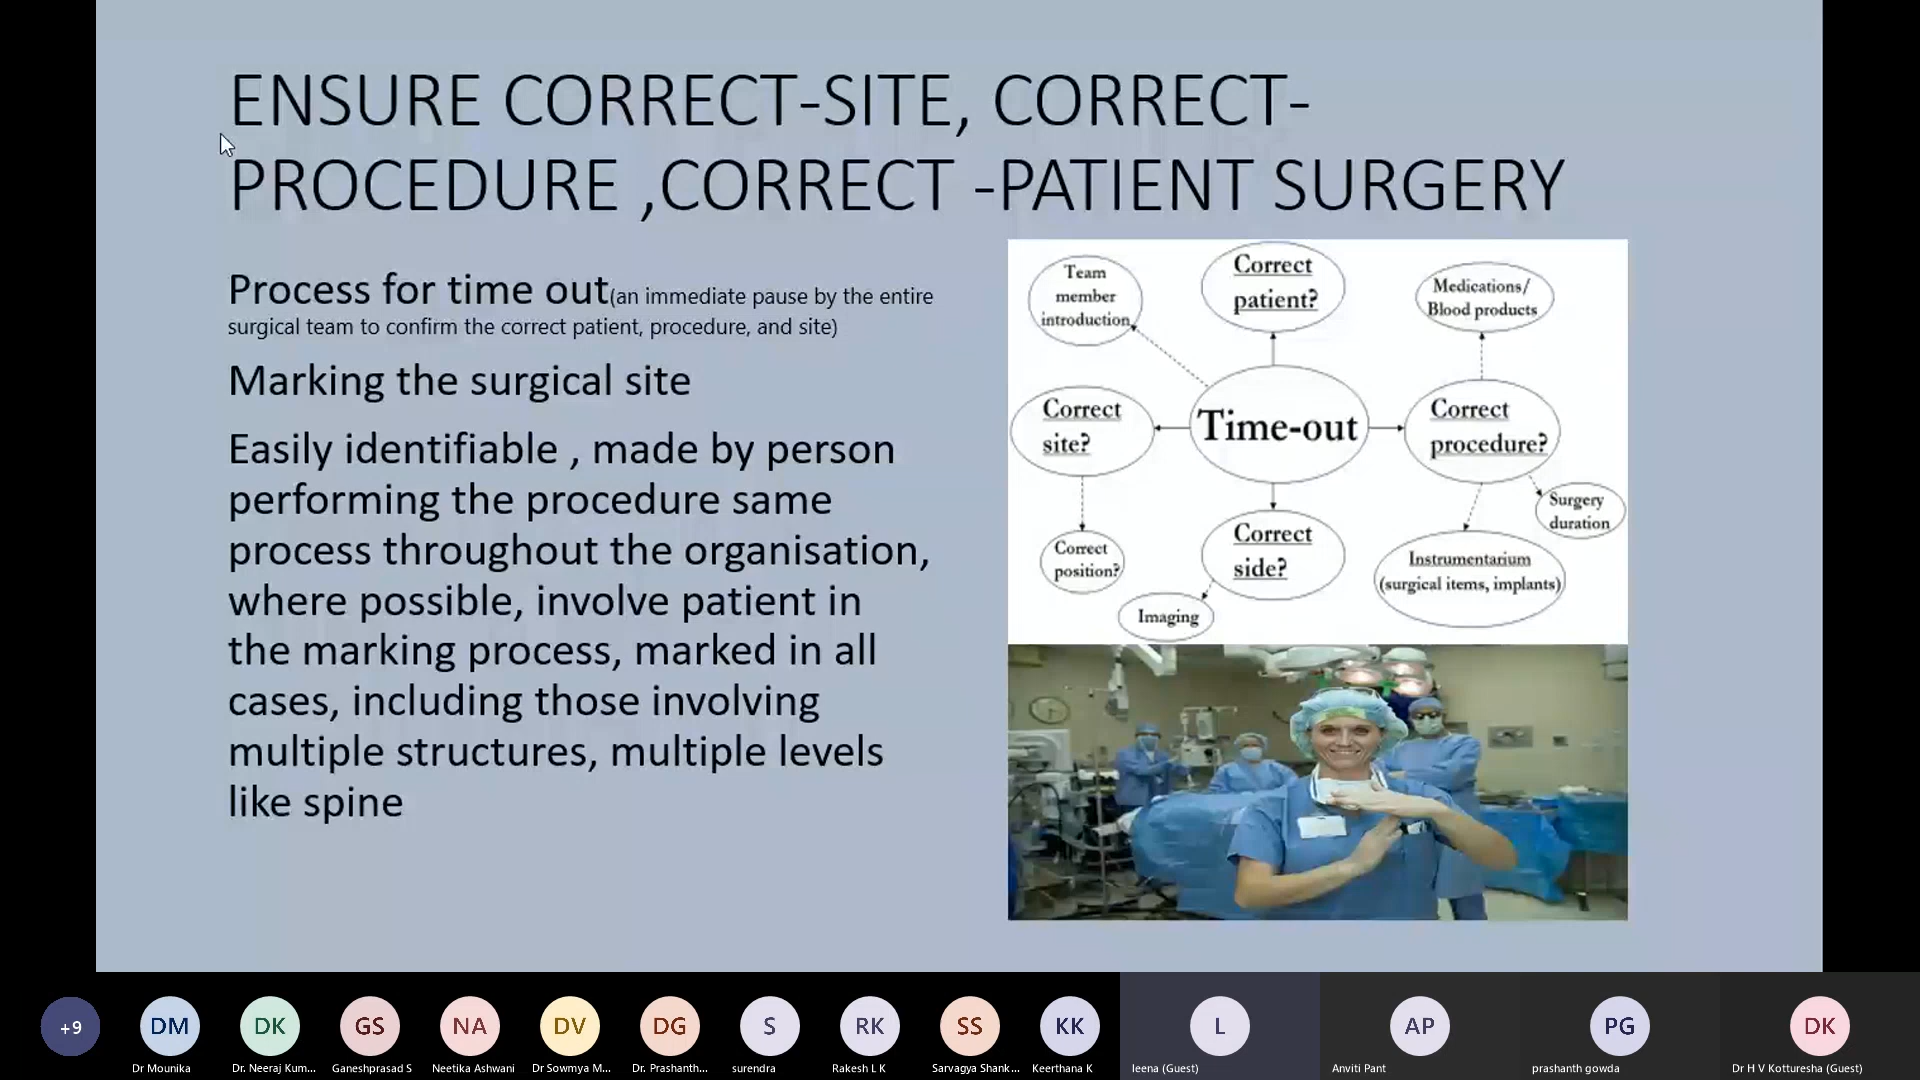 ENSURE CORRECT-SITE, CORRECT-
PROCEDURE ,CORRECT -PATIENT SURGERY
Process for time out(an immediate pause by the entire
surgical team to confirm the correct patient, procedure, and site)
Marking the surgical site
Easily identifiable , made by person
performing the procedure same
process throughout the organisation,
where possible, involve patient in
the marking process, marked in all
cases, including those involving
multiple structures, multiple levels
like spine
Team
member
introduction
Correct
patient?
Medications/
Blood products
Correct
site?
Time-out
Correct
procedure?
Surgery
duration
Correct
position?
Correct
side?
Instrumentarium
(surgical items, implants)
Imaging
+9
DM
DK
GS
NA
DV
DG
S
RK
SS
KK
L
AP
PG
DK
Dr Mounika
Dr. Neeraj Kum...
Ganeshprasad S
Neetika Ashwani
Dr Sowmya M...
Dr. Prashanth...
surendra
Rakesh L K
Sarvagya Shank...
Keerthana K
leena (Guest)
Anviti Pant
prashanth gowda
Dr H V Kotturesha (Guest)